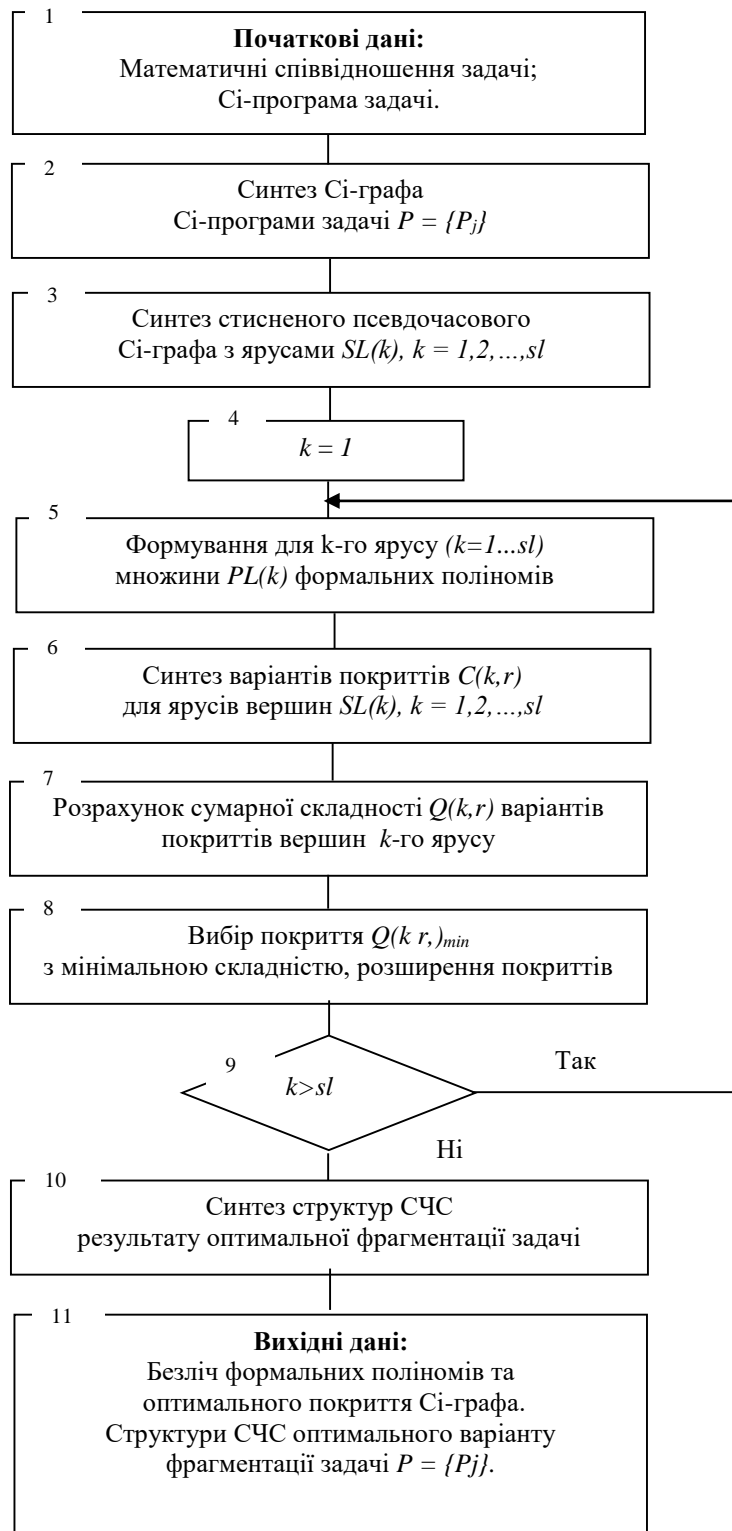 1
Початкові дані:
Математичні співвідношення задачі;
Сі-програма задачі.
2
Синтез Сі-графа
Сі-програми задачі P = {Pj}
3
Синтез стисненого псевдочасового
Сі-графа з ярусами SL(k), k = 1,2,…,sl
4
k = 1
5
Формування для k-го ярусу (k=1...sl)
множини PL(k) формальних поліномів
6
Синтез варіантів покриттів C(k,r)
для ярусів вершин SL(k), k = 1,2,…,sl
7
Розрахунок сумарної складності Q(k,r) варіантів
покриттів вершин k-го ярусу
8
Вибір покриття Q(k r,)min
з мінімальною складністю, розширення покриттів
9
k>sl
Так
Ні
10
Синтез структур СЧС
результату оптимальної фрагментації задачі
11
Вихідні дані:
Безліч формальних поліномів та
оптимального покриття Сі-графа.
Структури СЧС оптимального варіанту
фрагментації задачі P = {Pj}.